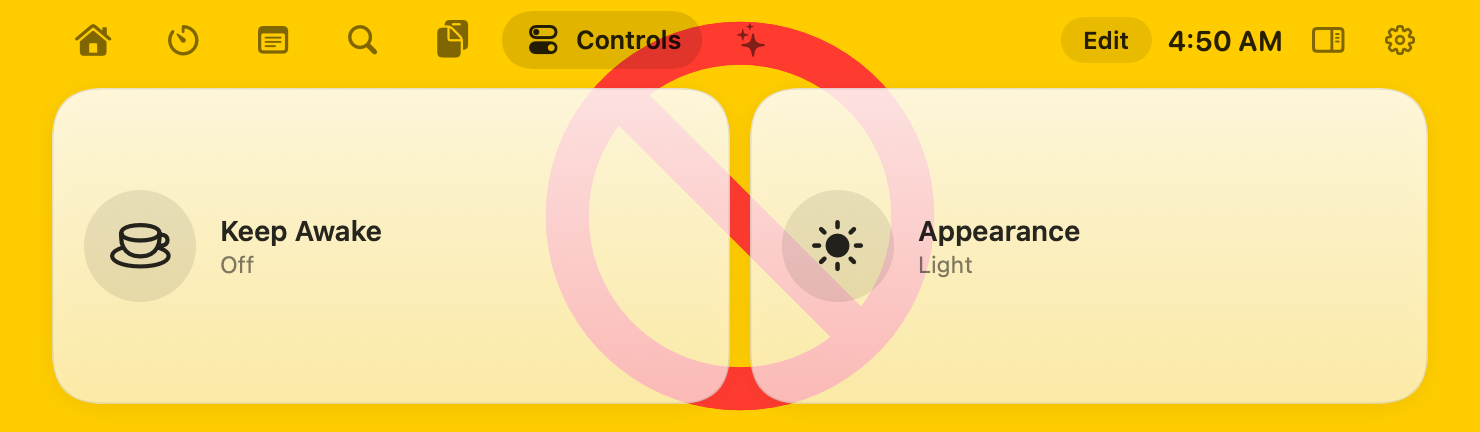 Controls
Edit
4:50 AM
Keep Awake
Off
Appearance
Light